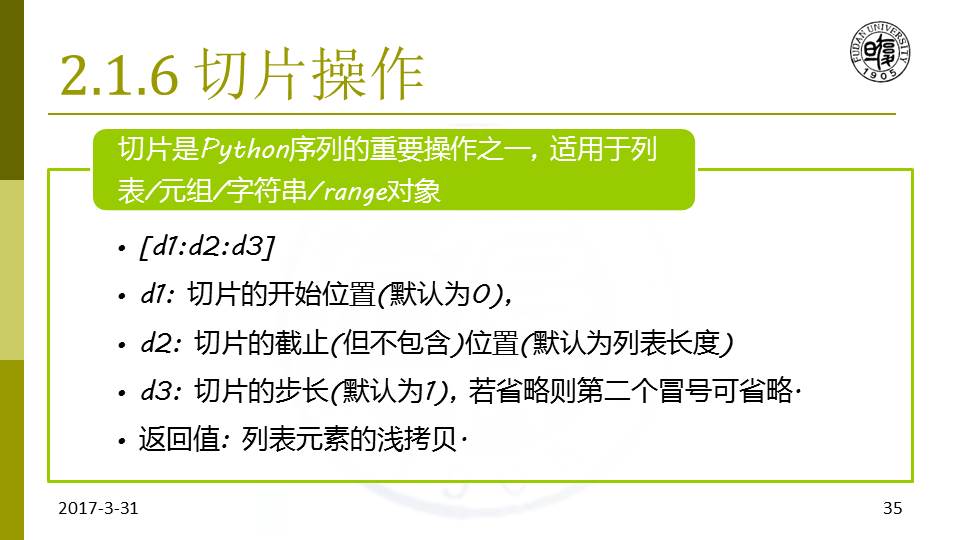 2.1.6 切片操作
FUDAN UNIVERSITY
1905
切片是Python序列的重要操作之一, 适用于列
表/元组/字符串/range对象
• [d1:d2:d3]
• d1: 切片的开始位置(默认为0),
• d2: 切片的截止(但不包含)位置(默认为列表长度)
• d3: 切片的步长(默认为1), 若省略则第二个冒号可省略.
• 返回值: 列表元素的浅拷贝.
2017-3-31
35